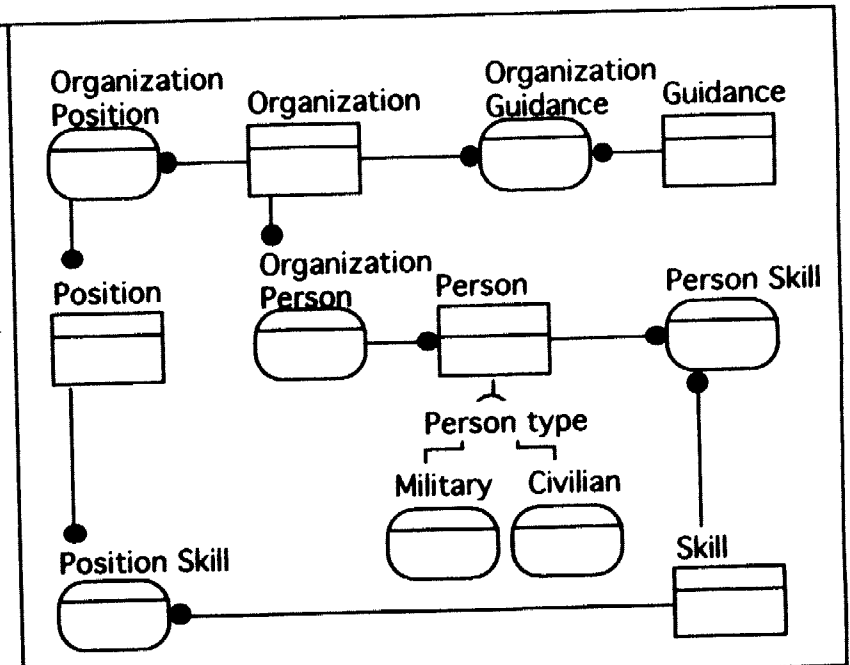 Organization
Position
Organization
Organization
Guidance
Guidance
Position
Organization
Person
Person
Person Skill
Person type
Military
Civilian
Position Skill
Skill